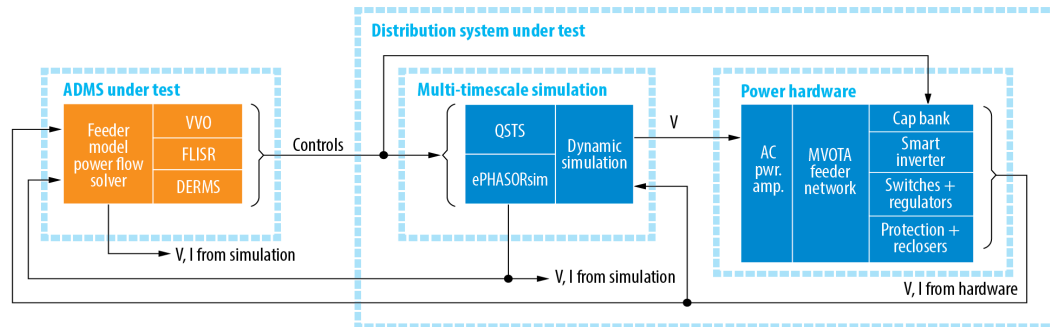 Distribution system under test
ADMS under test
Feeder
model
power flow
solver
VVO
FLISR
DERMS
Controls
V, I from simulation
Multi-timescale simulation
QSTS
ePHASORsim
Dynamic
simulation
V
V, I from simulation
Power hardware
AC
pwr.
amp.
MVOTA
feeder
network
Cap bank
Smart
inverter
Switches +
regulators
Protection +
reclosers
V, I from hardware